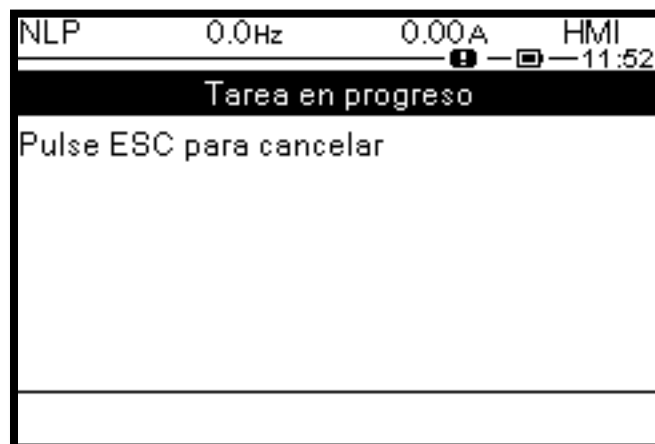 NLP 0.0Hz 0.00A HMI
11:52
Tarea en progreso
Pulse ESC para cancelar